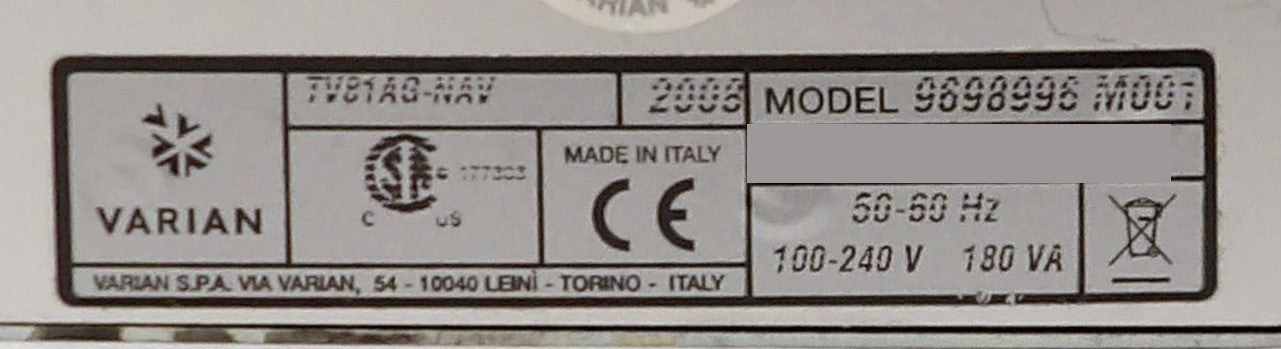 VARIAN
TV81AG-NAV
2008
MODEL 9698996 M001
C US
177303
MADE IN ITALY
CE
50-60 Hz
100-240 V 180 VA
VARIAN
VARIAN S.P.A. VIA VARIAN, 54 - 10040 LEINÌ - TORINO - ITALY